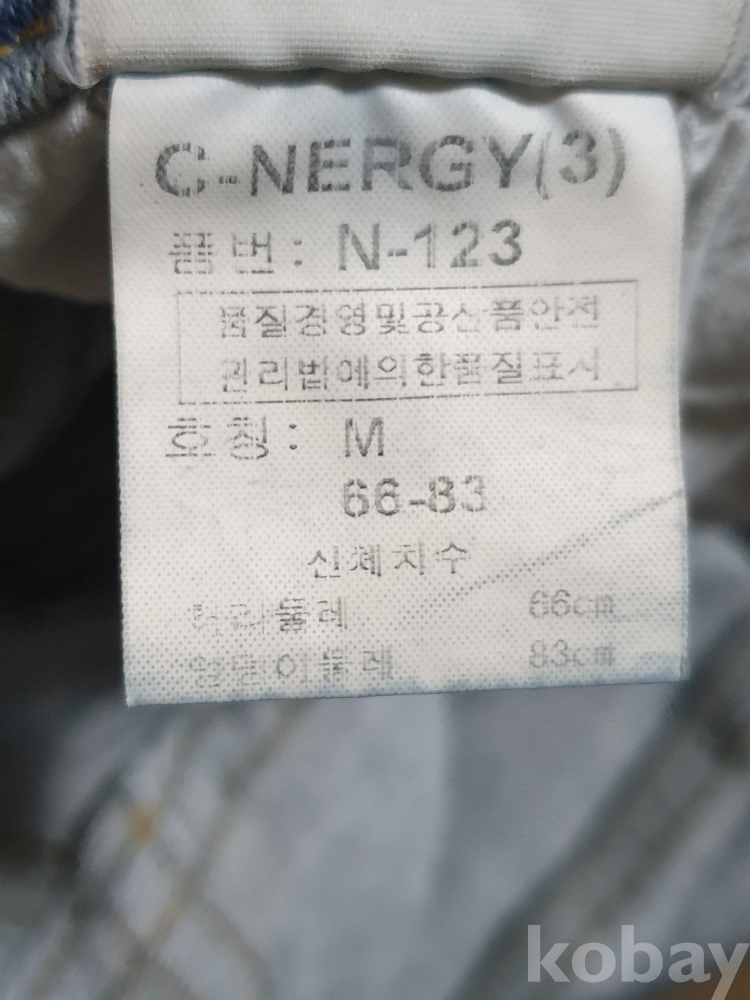 C-NERGY(3)
품번: N-123
품질경영및공산품안전
관리법에의한품질표시
호칭: M
66-83
신체치수
허리둘레 66cm
엉덩이둘레 83cm
kobay